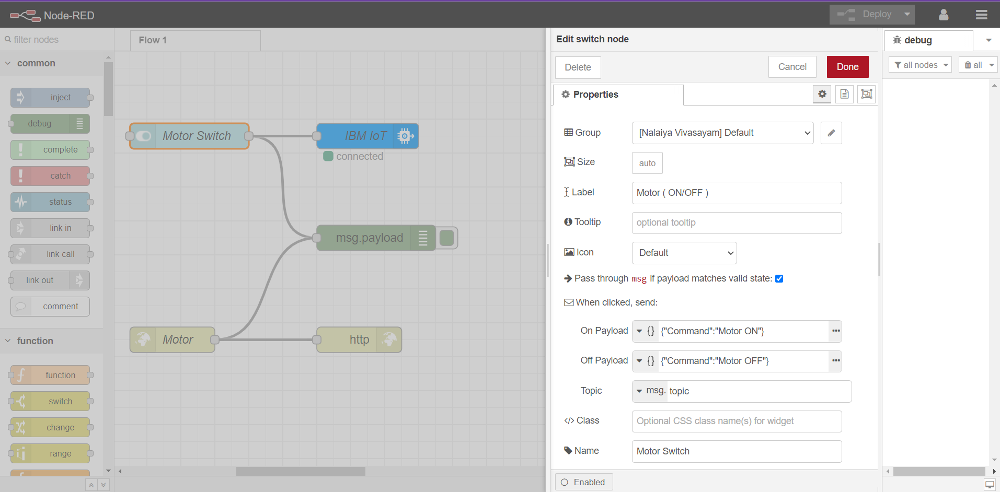 Node-RED
Deploy
filter nodes
Flow 1
common
inject
debug
complete
catch
status
link in
link call
link out
comment
function
function
switch
change
range
Motor Switch
IBM IoT
connected
msg.payload
Motor
http
Edit switch node
Delete
Cancel
Done
Properties
Group
[Nalaiya Vivasayam] Default
Size
auto
Label
Motor ( ON/OFF )
Tooltip
optional tooltip
Icon
Default
Pass through msg if payload matches valid state:
When clicked, send:
On Payload
{} {"Command":"Motor ON"}
Off Payload
{} {"Command":"Motor OFF"}
Topic
msg. topic
</> Class
Optional CSS class name(s) for widget
Name
Motor Switch
Enabled
debug
all nodes
all